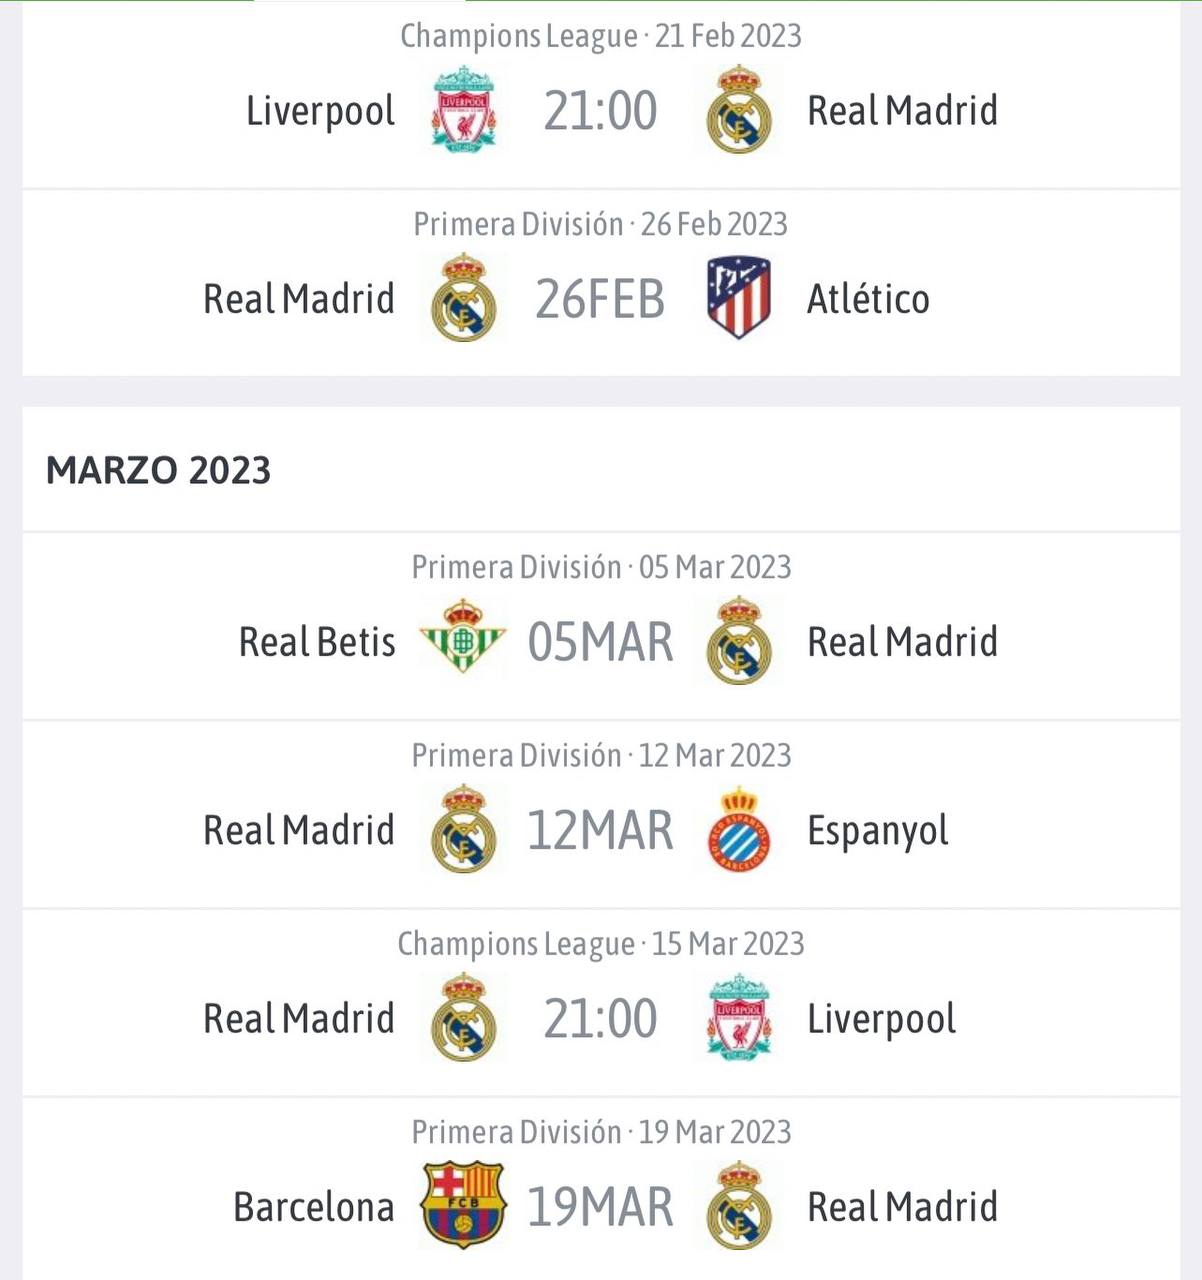 Champions League · 21 Feb 2023
Liverpool 21:00 Real Madrid
Primera División · 26 Feb 2023
Real Madrid 26FEB Atlético
MARZO 2023
Primera División · 05 Mar 2023
Real Betis 05MAR Real Madrid
Primera División · 12 Mar 2023
Real Madrid 12MAR Espanyol
Champions League · 15 Mar 2023
Real Madrid 21:00 Liverpool
Primera División · 19 Mar 2023
Barcelona FCB 19MAR Real Madrid